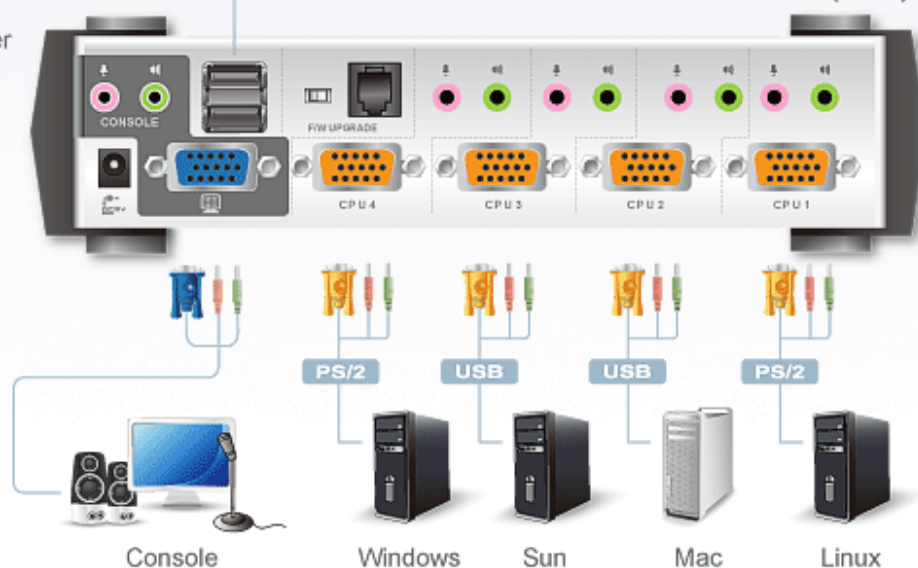 er
CONSOLE
F/W UPGRADE
CPU 4
CPU 3
CPU 2
CPU 1
PS/2
USB
USB
PS/2
Console
Windows
Sun
Mac
Linux